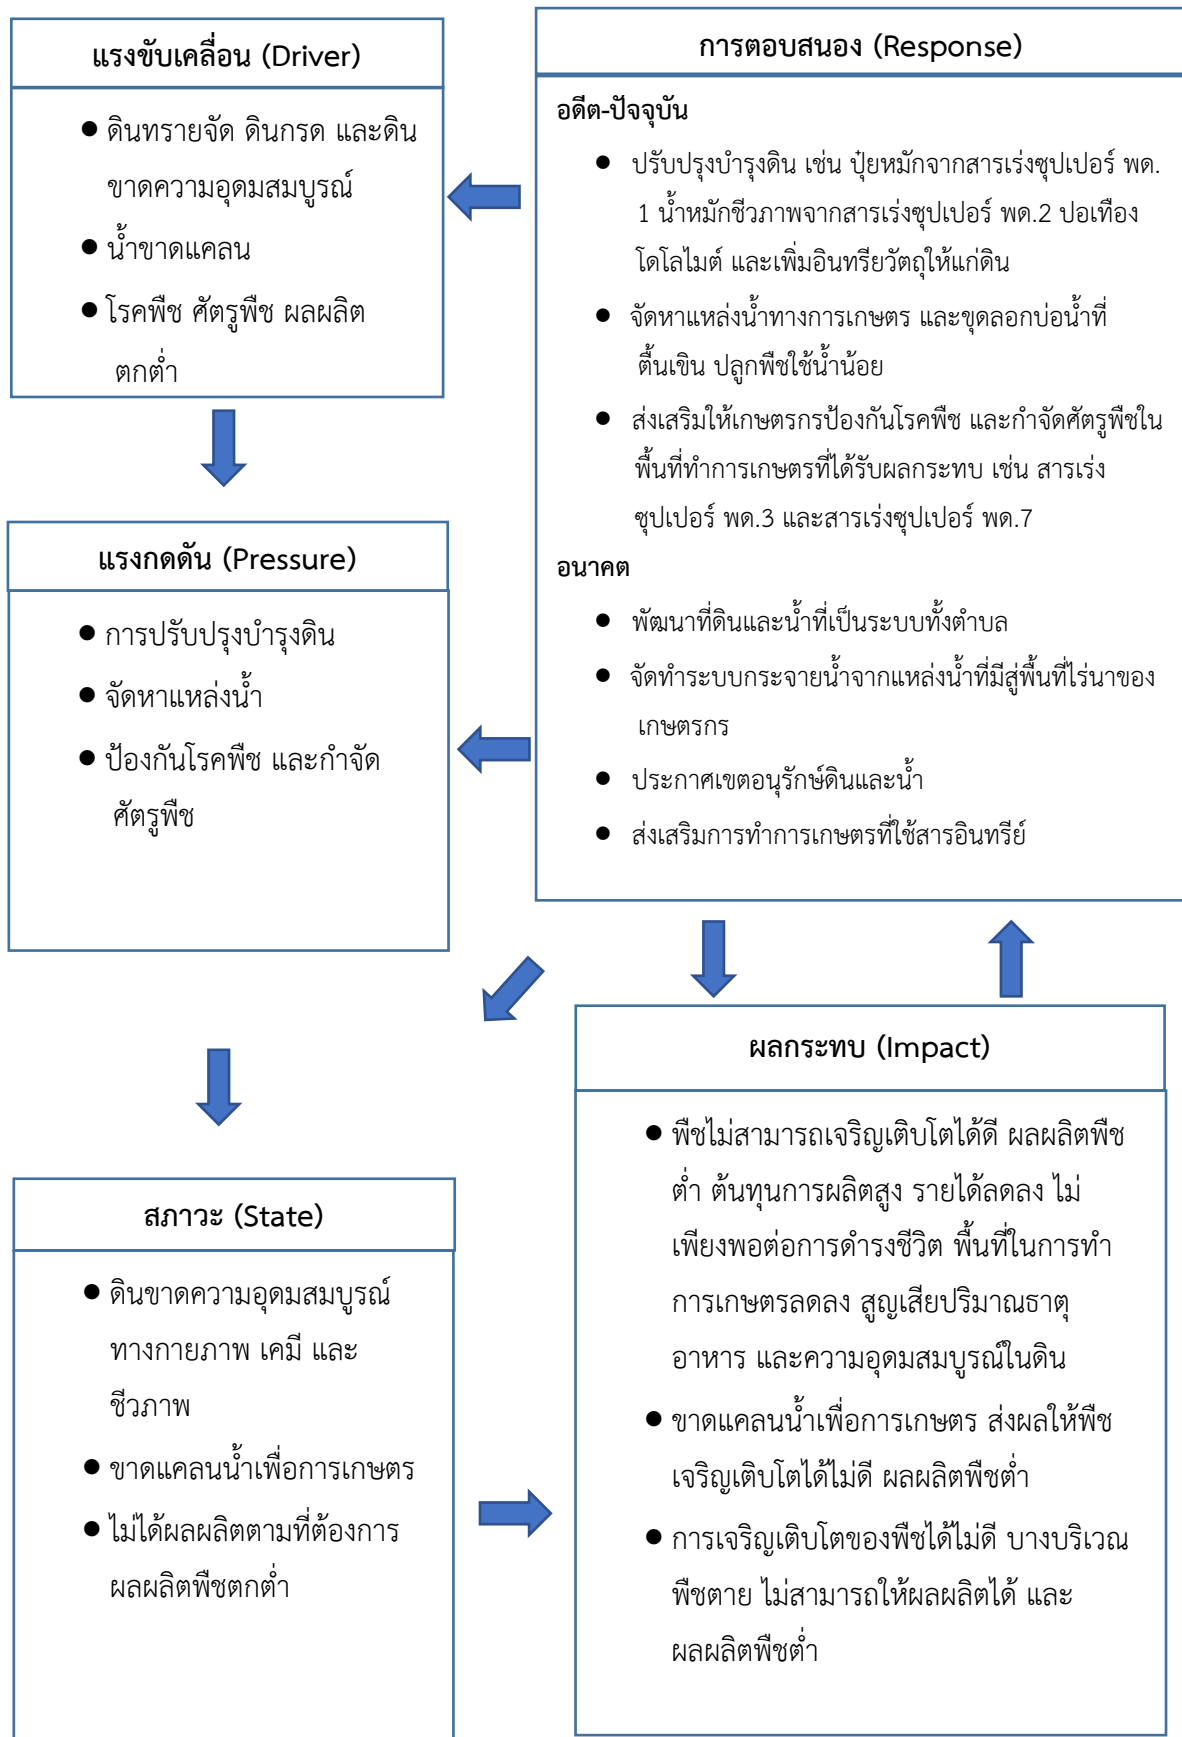 แรงขับเคลื่อน (Driver)
● ดินทรายจัด ดินกรด และดิน
ขาดความอุดมสมบูรณ์
● น้ำขาดแคลน
● โรคพืช ศัตรูพืช ผลผลิต
ตกต่ำ
การตอบสนอง (Response)
อดีต-ปัจจุบัน
● ปรับปรุงบำรุงดิน เช่น ปุ๋ยหมักจากสารเร่งซุปเปอร์ พด.
1 น้ำหมักชีวภาพจากสารเร่งซุปเปอร์ พด.2 ปอเทือง
โดโลไมต์ และเพิ่มอินทรียวัตถุให้แก่ดิน
● จัดหาแหล่งน้ำทางการเกษตร และขุดลอกบ่อน้ำที่
ตื้นเขิน ปลูกพืชใช้น้ำน้อย
● ส่งเสริมให้เกษตรกรป้องกันโรคพืช และกำจัดศัตรูพืชใน
พื้นที่ทำการเกษตรที่ได้รับผลกระทบ เช่น สารเร่ง
ซุปเปอร์ พด.3 และสารเร่งซุปเปอร์ พด.7
อนาคต
● พัฒนาที่ดินและน้ำที่เป็นระบบทั้งตำบล
● จัดทำระบบกระจายน้ำจากแหล่งน้ำที่มีสู่พื้นที่ไร่นาของ
เกษตรกร
● ประกาศเขตอนุรักษ์ดินและน้ำ
● ส่งเสริมการทำการเกษตรที่ใช้สารอินทรีย์
แรงกดดัน (Pressure)
● การปรับปรุงบำรุงดิน
● จัดหาแหล่งน้ำ
● ป้องกันโรคพืช และกำจัด
ศัตรูพืช
สภาวะ (State)
● ดินขาดความอุดมสมบูรณ์
ทางกายภาพ เคมี และ
ชีวภาพ
● ขาดแคลนน้ำเพื่อการเกษตร
● ไม่ได้ผลผลิตตามที่ต้องการ
ผลผลิตพืชตกต่ำ
ผลกระทบ (Impact)
● พืชไม่สามารถเจริญเติบโตได้ดี ผลผลิตพืช
ต่ำ ต้นทุนการผลิตสูง รายได้ลดลง ไม่
เพียงพอต่อการดำรงชีวิต พื้นที่ในการทำ
การเกษตรลดลง สูญเสียปริมาณธาตุ
อาหาร และความอุดมสมบูรณ์ในดิน
● ขาดแคลนน้ำเพื่อการเกษตร ส่งผลให้พืช
เจริญเติบโตได้ไม่ดี ผลผลิตพืชต่ำ
● การเจริญเติบโตของพืชได้ไม่ดี บางบริเวณ
พืชตาย ไม่สามารถให้ผลผลิตได้ และ
ผลผลิตพืชต่ำ